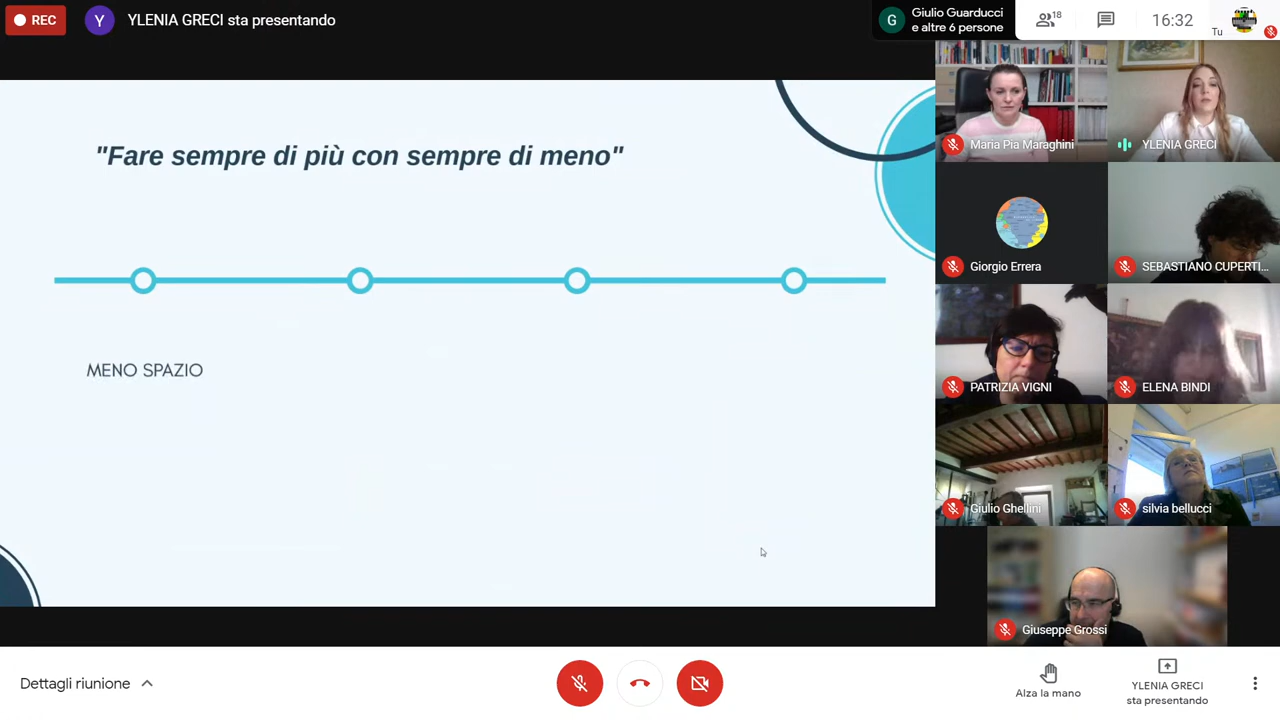 REC
Y
YLENIA GRECI sta presentando
G
Giulio Guarducci
e altre 6 persone
18
16:32
Tu
"Fare sempre di più con sempre di meno"
MENO SPAZIO
Maria Pia Maraghini
YLENIA GRECI
Giorgio Errera
SEBASTIANO CUPERTI...
PATRIZIA VIGNI
ELENA BINDI
Giulio Ghellini
silvia bellucci
Giuseppe Grossi
Dettagli riunione
Alza la mano
YLENIA GRECI
sta presentando